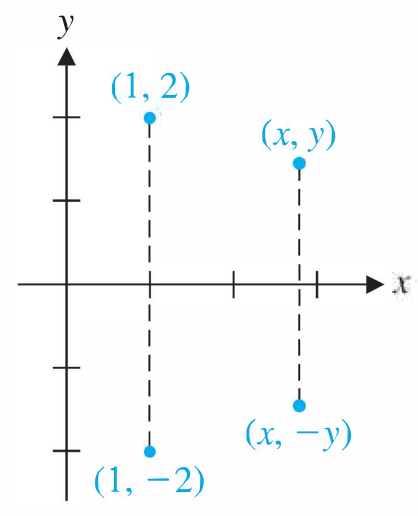 y
(1, 2)
(x, y)
x
(x, −y)
(1, −2)